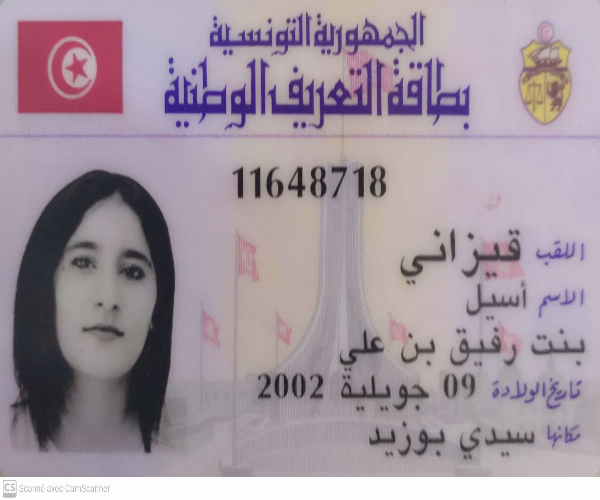 الجمهورية التونسية
بطاقة التعريف الوطنية
11648718
اللقب قيزاني
الاسم أسيل
بنت رفيق بن علي
تاريخ الولادة 09 جويلية 2002
مكانها سيدي بوزيد
CS Scanné avec CamScanner